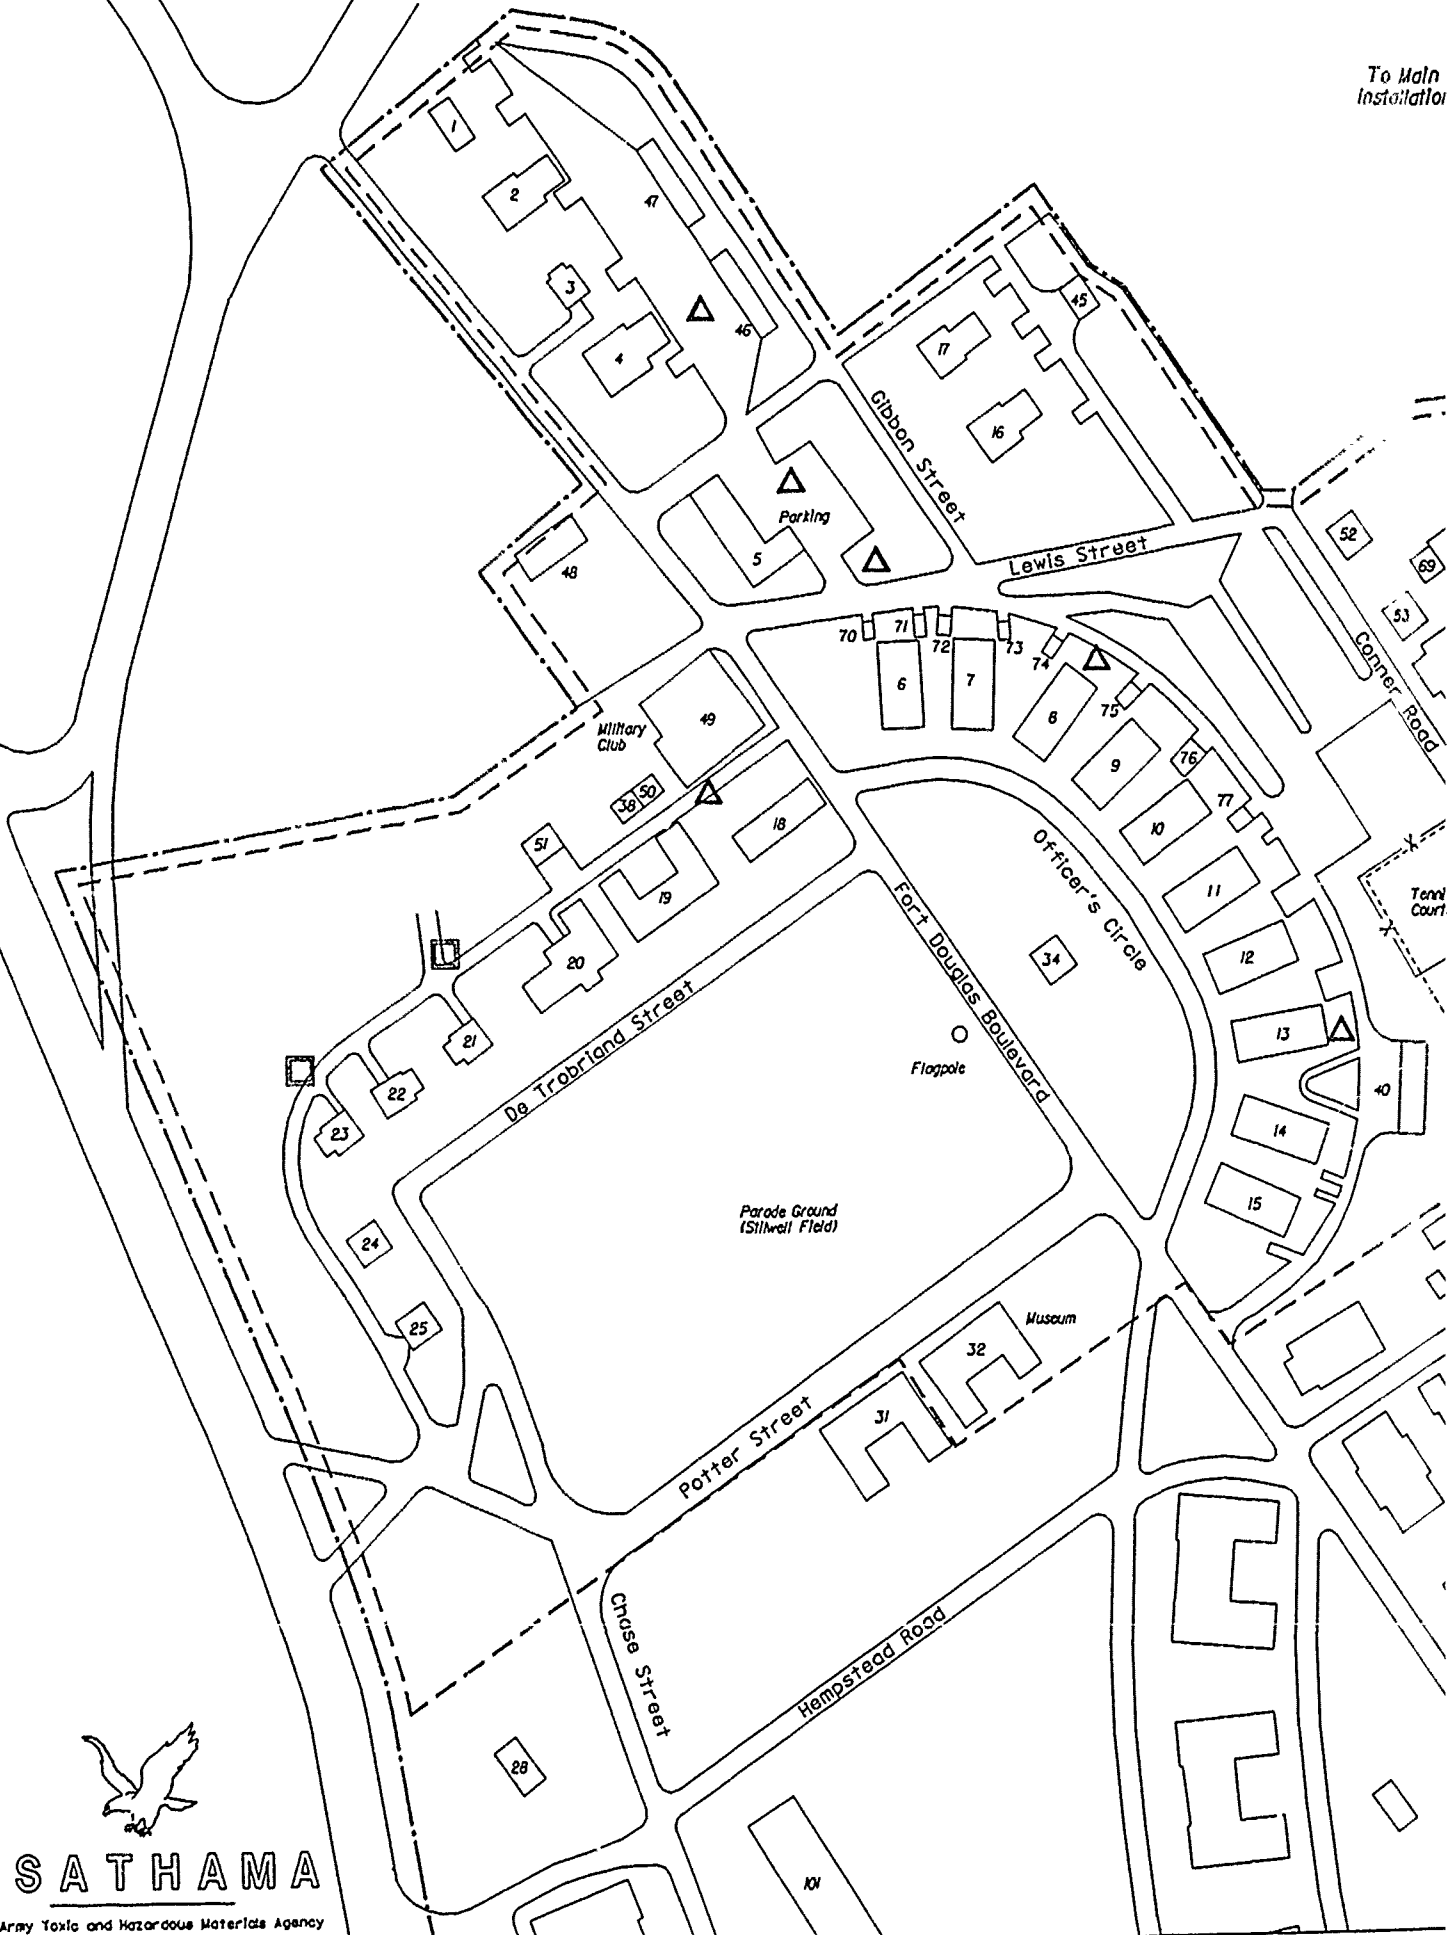 To Main
Installatio
1
2
47
3
46
4
45
17
16
Gibbon Street
Parking
5
48
Lewis Street
52
69
53
Conner Road
70
71
72
73
74
75
76
77
6
7
8
9
10
11
12
13
14
15
40
49
Military
Club
38
50
51
18
19
20
21
22
23
24
25
Officer's Circle
34
Fort Douglas Boulevard
Flagpole
De Trobriand Street
Tenni
Court
Parade Ground
(Stilwell Field)
Museum
32
31
Potter Street
Chase Street
Hempstead Road
28
101
SATHAMA
Army Toxic and Hazardous Materials Agency